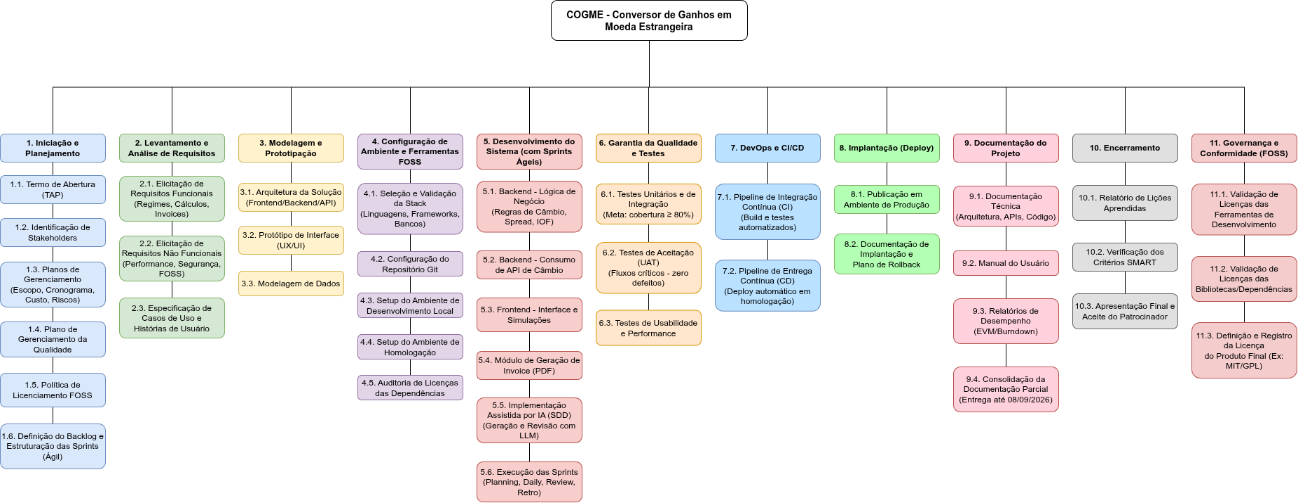 COGME - Conversor de Ganhos em
Moeda Estrangeira
1. Iniciação e
Planejamento
1.1. Termo de Abertura
(TAP)
1.2. Identificação de
Stakeholders
1.3. Planos de
Gerenciamento
(Escopo, Cronograma,
Custo, Riscos)
1.4. Plano de
Gerenciamento da
Qualidade
1.5. Política de
Licenciamento FOSS
1.6. Definição do Backlog e
Estruturação das Sprints
(Ágil)
2. Levantamento e
Análise de Requisitos
2.1. Elicitação de
Requisitos Funcionais
(Regimes, Cálculos,
Invoices)
2.2. Elicitação de
Requisitos Não Funcionais
(Performance, Segurança,
FOSS)
2.3. Especificação de
Casos de Uso e
Histórias de Usuário
3. Modelagem e
Prototipação
3.1. Arquitetura da Solução
(Frontend/Backend/API)
3.2. Protótipo de Interface
(UX/UI)
3.3. Modelagem de Dados
4. Configuração de
Ambiente e Ferramentas
FOSS
4.1. Seleção e Validação
da Stack
(Linguagens, Frameworks,
Bancos)
4.2. Configuração do
Repositório Git
4.3. Setup do Ambiente de
Desenvolvimento Local
4.4. Setup do Ambiente de
Homologação
4.5. Auditoria de Licenças
das Dependências
5. Desenvolvimento do
Sistema (com Sprints
Ágeis)
5.1. Backend - Lógica de
Negócio
(Regras de Câmbio,
Spread, IOF)
5.2. Backend - Consumo
de API de Câmbio
5.3. Frontend - Interface e
Simulações
5.4. Módulo de Geração de
Invoice (PDF)
5.5. Implementação
Assistida por IA (SDD)
(Geração e Revisão com
LLM)
5.6. Execução das Sprints
(Planning, Daily, Review,
Retro)
6. Garantia da Qualidade
e Testes
6.1. Testes Unitários e de
Integração
(Meta: cobertura ≥ 80%)
6.2. Testes de Aceitação
(UAT)
(Fluxos críticos - zero
defeitos)
6.3. Testes de Usabilidade
e Performance
7. DevOps e CI/CD
7.1. Pipeline de Integração
Contínua (CI)
(Build e testes
automatizados)
7.2. Pipeline de Entrega
Contínua (CD)
(Deploy automático em
homologação)
8. Implantação (Deploy)
8.1. Publicação em
Ambiente de Produção
8.2. Documentação de
Implantação e
Plano de Rollback
9. Documentação do
Projeto
9.1. Documentação
Técnica
(Arquitetura, APIs, Código)
9.2. Manual do Usuário
9.3. Relatórios de
Desempenho
(EVM/Burndown)
9.4. Consolidação da
Documentação Parcial
(Entrega até 08/09/2026)
10. Encerramento
10.1. Relatório de Lições
Aprendidas
10.2. Verificação dos
Critérios SMART
10.3. Apresentação Final e
Aceite do Patrocinador
11. Governança e
Conformidade (FOSS)
11.1. Validação de
Licenças das
Ferramentas de
Desenvolvimento
11.2. Validação de
Licenças das
Bibliotecas/Dependências
11.3. Definição e Registro
da Licença
do Produto Final (Ex:
MIT/GPL)